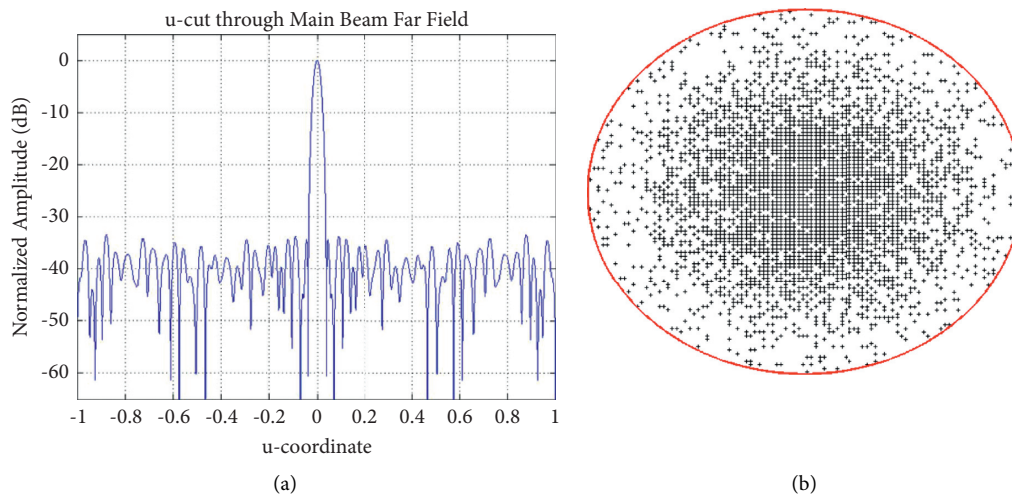 u-cut through Main Beam Far Field
Normalized Amplitude (dB)
0
-10
-20
-30
-40
-50
-60
-1 -0.8 -0.6 -0.4 -0.2 0 0.2 0.4 0.6 0.8 1
u-coordinate
(a)
(b)